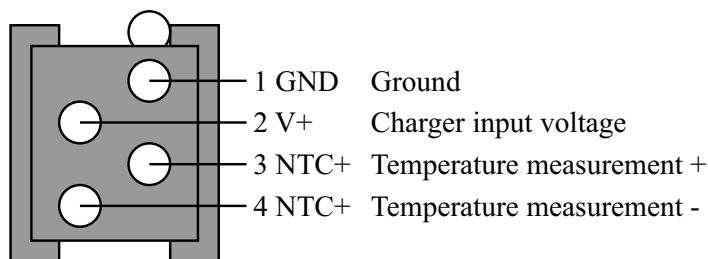 1 GND Ground
2 V+ Charger input voltage
3 NTC+ Temperature measurement +
4 NTC+ Temperature measurement -